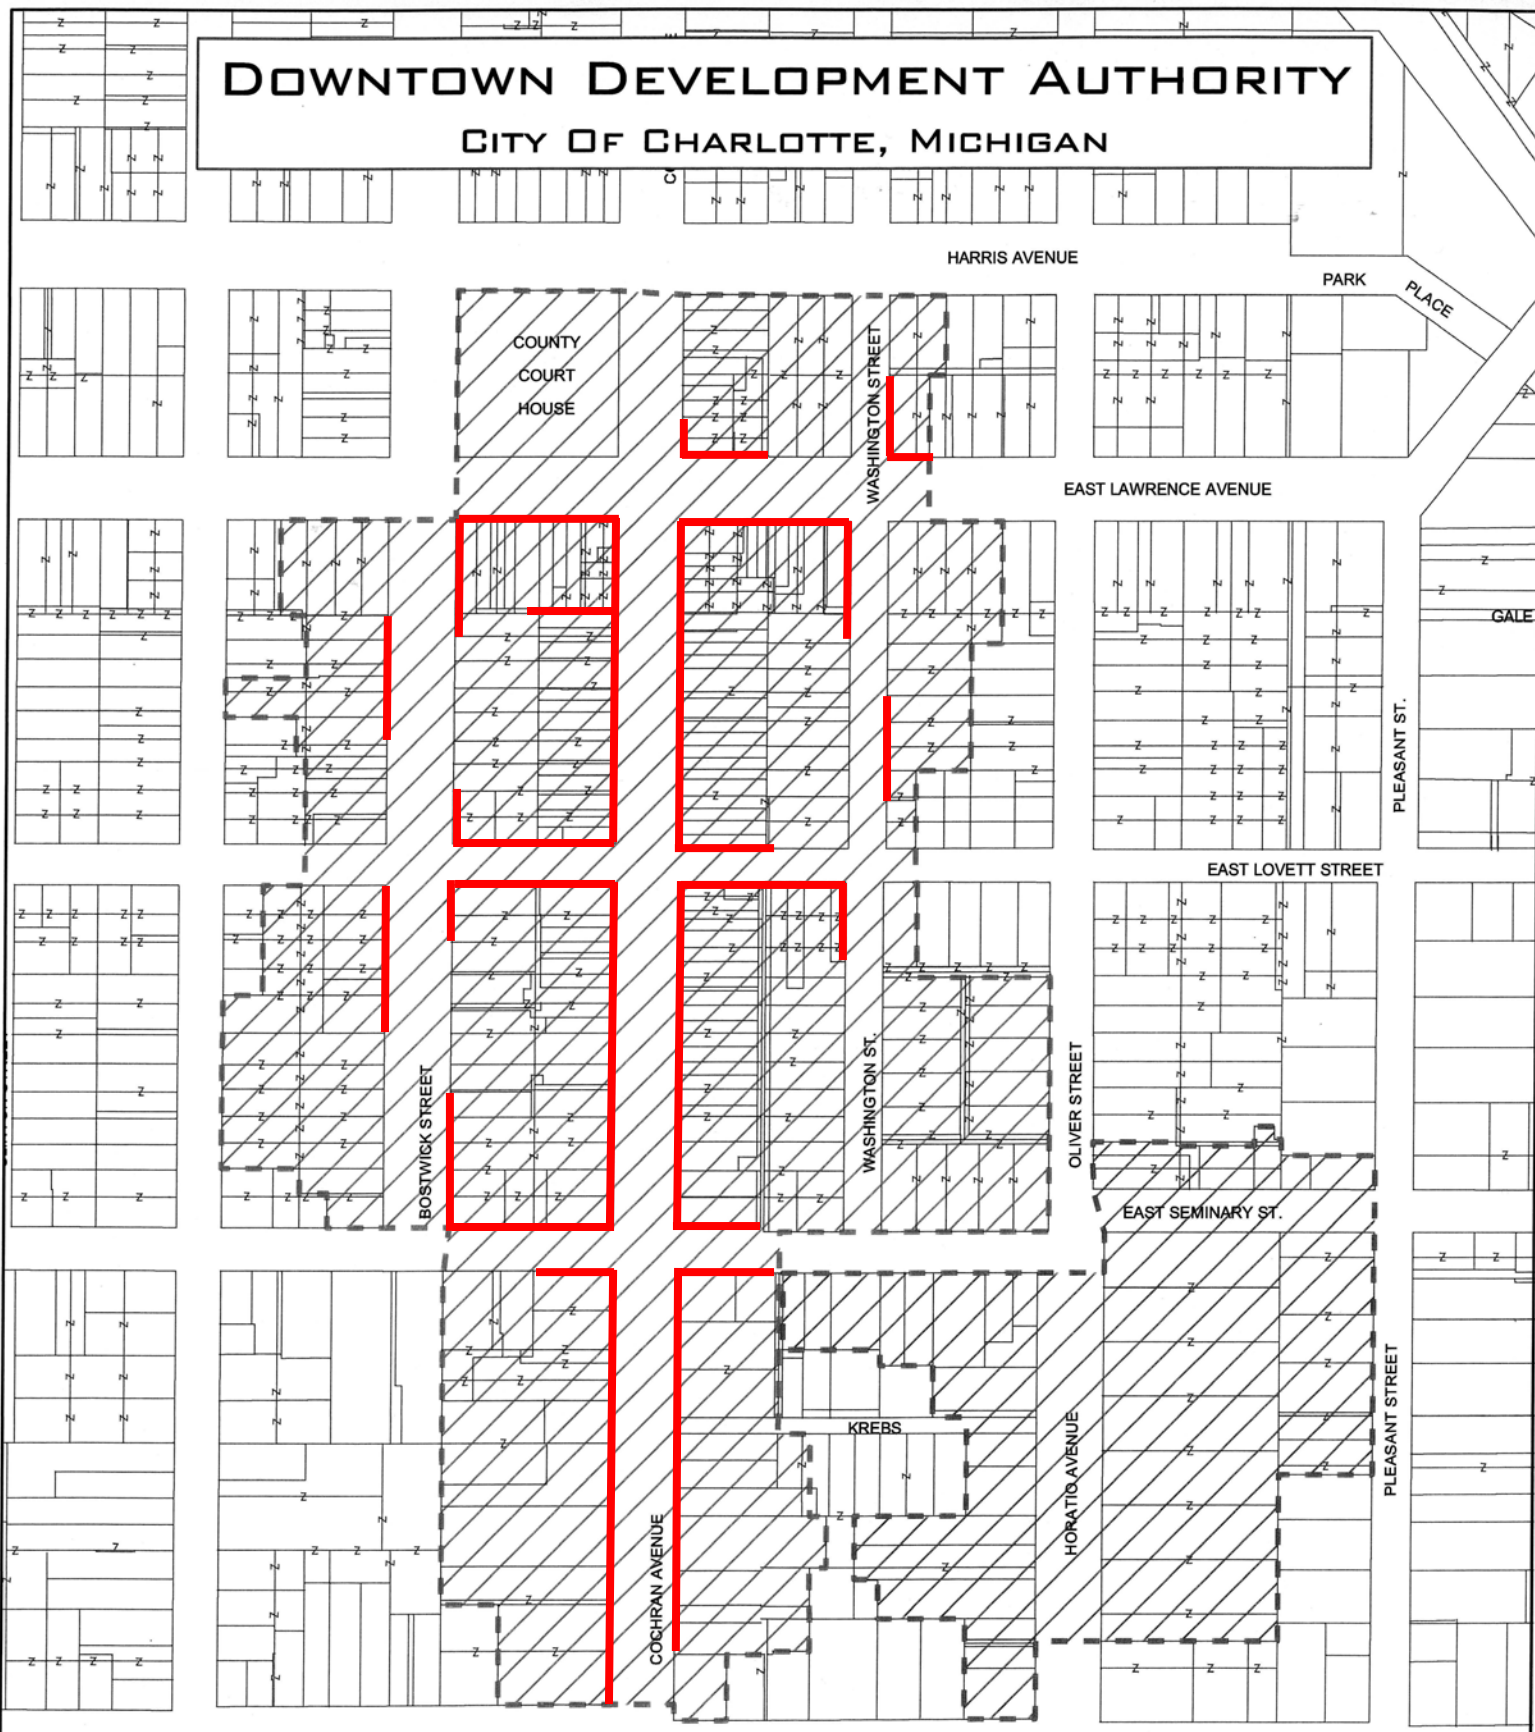 DOWNTOWN DEVELOPMENT AUTHORITY
CITY OF CHARLOTTE, MICHIGAN
HARRIS AVENUE
PARK
PLACE
COUNTY
COURT
HOUSE
WASHINGTON STREET
EAST LAWRENCE AVENUE
GALE
PLEASANT ST.
EAST LOVETT STREET
BOSTWICK STREET
WASHINGTON ST.
OLIVER STREET
EAST SEMINARY ST.
KREBS
COCHRAN AVENUE
HORATIO AVENUE
PLEASANT STREET